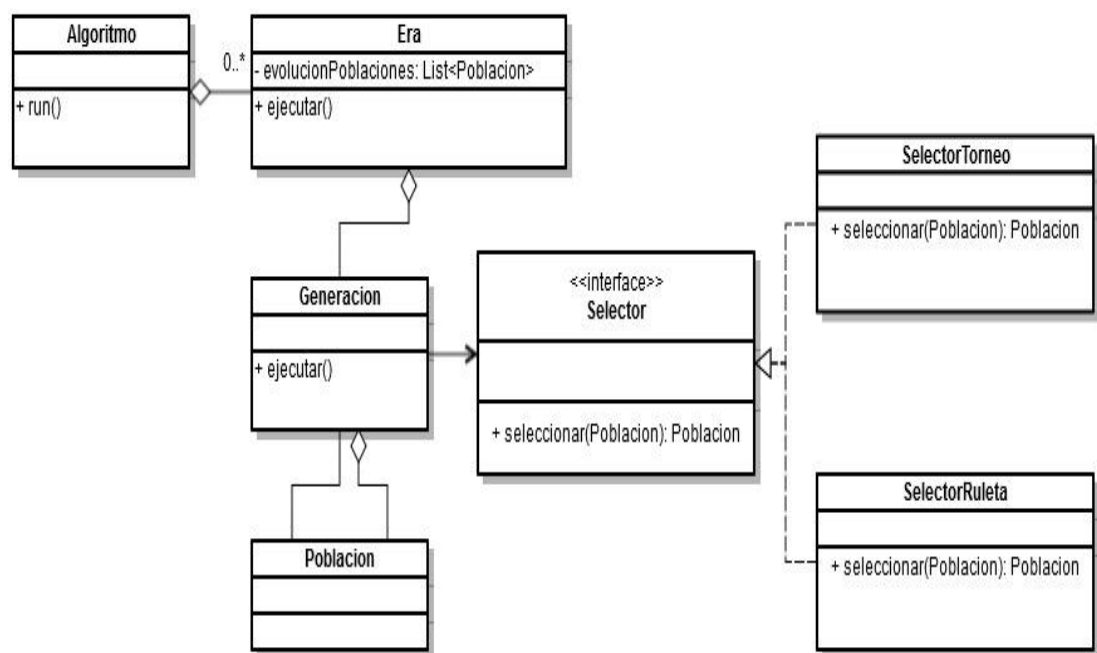 Algoritmo
+ run()
0..*
Era
- evolucionPoblaciones: List<Poblacion>
+ ejecutar()
Generacion
+ ejecutar()
<<interface>>
Selector
+ seleccionar(Poblacion): Poblacion
SelectorTorneo
+ seleccionar(Poblacion): Poblacion
SelectorRuleta
+ seleccionar(Poblacion): Poblacion
Poblacion